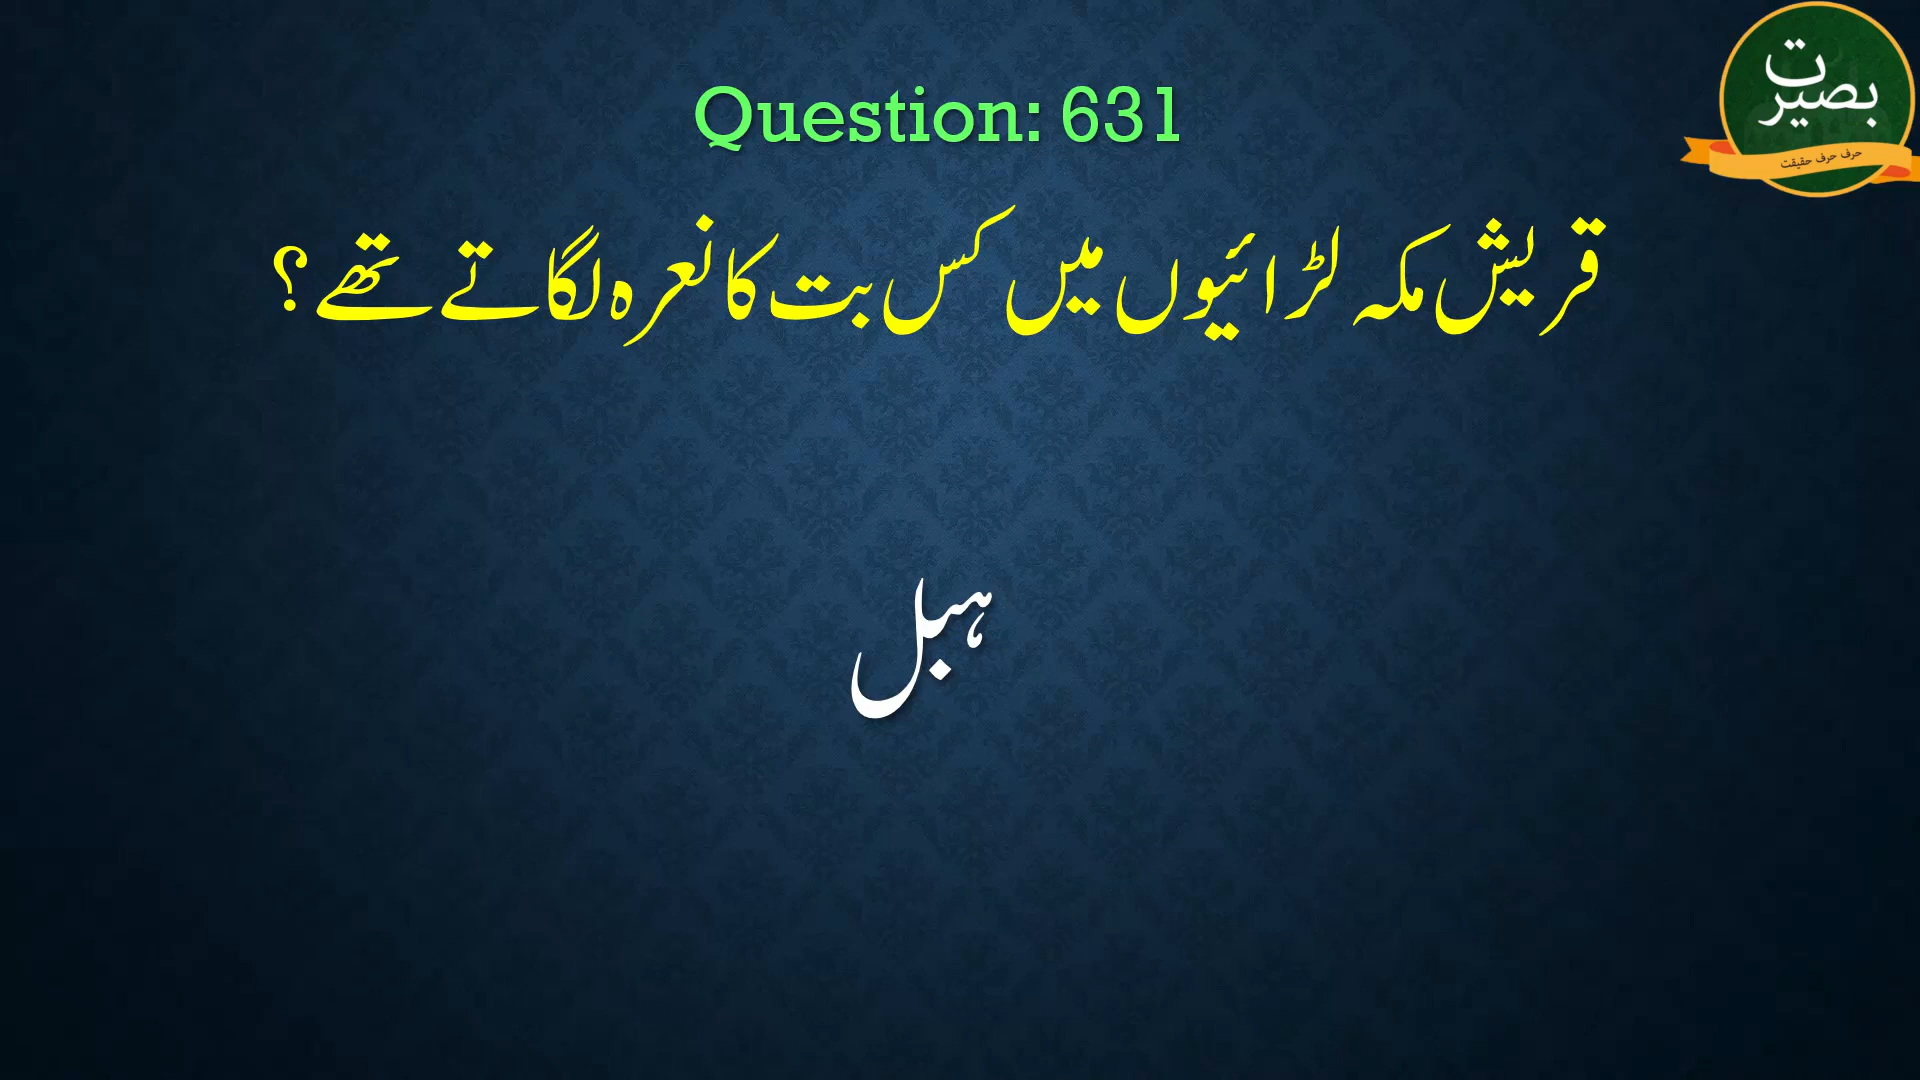 بصیرت
حرف حرف حقیقت
Question: 631
قریش مکہ لڑائیوں میں کس بت کا نعرہ لگاتے تھے؟
ہبل